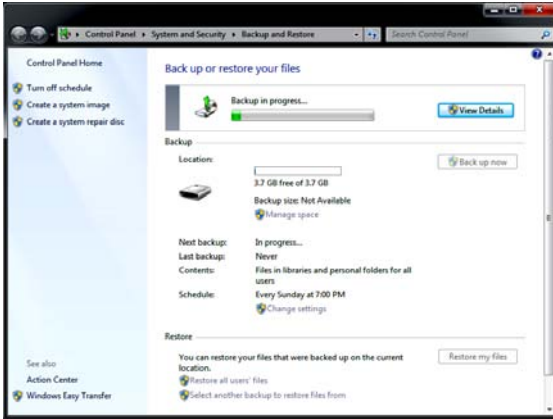 Control Panel ▸ System and Security ▸ Backup and Restore
Search Control Panel
Control Panel Home
Turn off schedule
Create a system image
Create a system repair disc
Back up or restore your files
Backup in progress...
View Details
Backup
Location:
Back up now
3.7 GB free of 3.7 GB
Backup size: Not Available
Manage space
Next backup: In progress...
Last backup: Never
Contents: Files in libraries and personal folders for all
users
Schedule: Every Sunday at 7:00 PM
Change settings
Restore
You can restore your files that were backed up on the current
location.
Restore my files
Restore all users' files
Select another backup to restore files from
See also
Action Center
Windows Easy Transfer